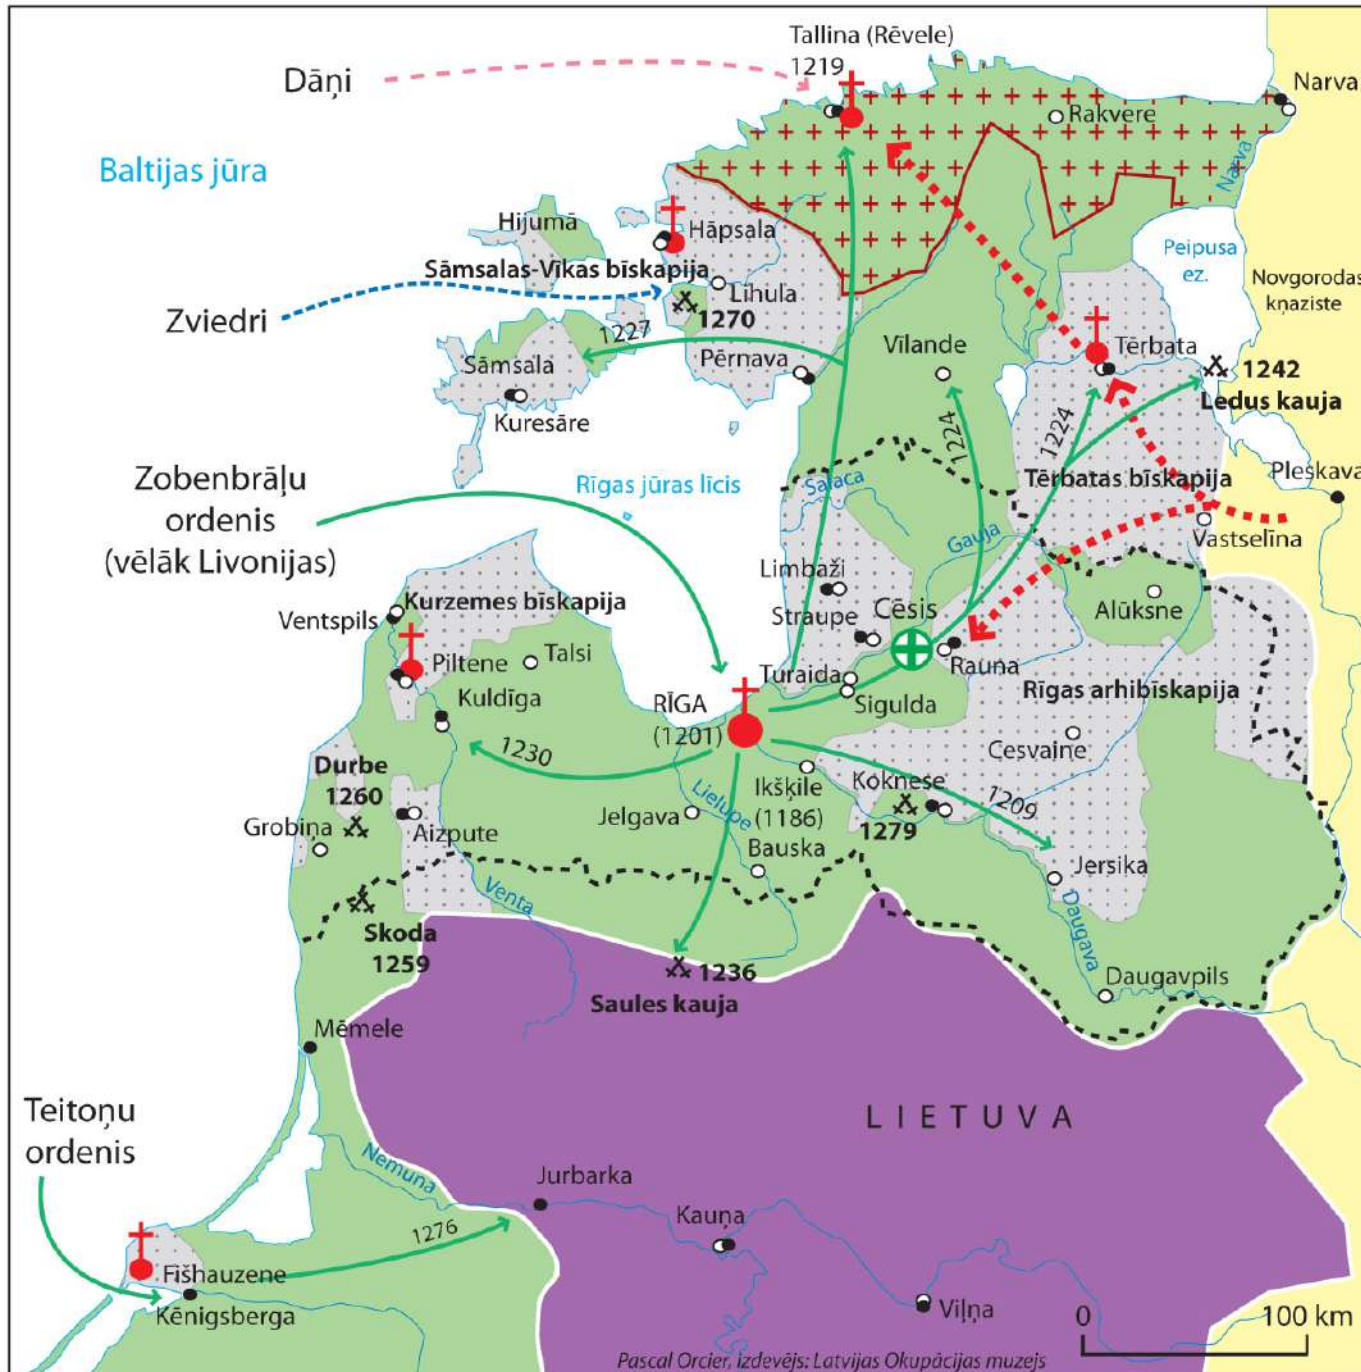 Tallina (Rēvele)
1219
Dāņi
Narva
Rakvere
Baltijas jūra
Narva
Hijumā
Hāpsala
Peipusa
ez.
Sāmsalas-Vīkas bīskapija
Novgorodas
kņaziste
Lihula
Zviedri
1270
1227
Pērnava
Vīlande
Tērbata
Sāmsala
1242
Ledus kauja
Kuresāre
1224
1224
Zobenbrāļu
ordenis
(vēlāk Livonijas)
Rīgas jūras līcis
Salaca
Tērbatas bīskapija
Pleskava
Vastselīna
Gauja
Limbaži
Alūksne
Kurzemes bīskapija
Ventspils
Straupe
Cēsis
Piltene
Talsi
Turaida
Rauna
Kuldīga
RĪGA
(1201)
Sigulda
Rīgas arhibīskapija
1230
Cesvaine
Durbe
1260
Ikšķile
(1186)
Koknese
1209
Lielupe
Jelgava
1279
Grobiņa
Aizpute
Bauska
Jersika
Venta
Daugava
Skoda
1259
1236
Saules kauja
Daugavpils
Mēmele
LIETUVA
Teitoņu
ordenis
Nemuna
Jurbarka
Kauņa
1276
Fišhauzene
Kēnigsberga
Viļņa
0 100 km
Pascal Orcier, izdevējs: Latvijas Okupācijas muzejs